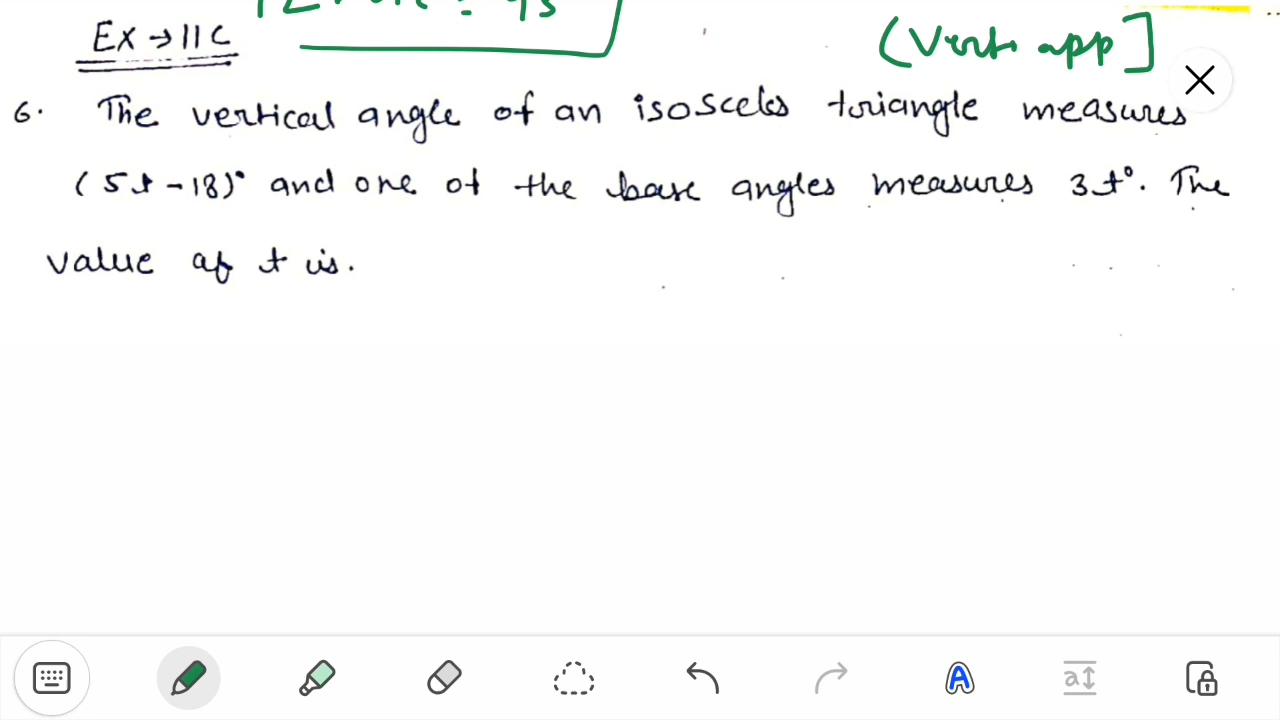 Ex → 11C
(Vert. app]
6. The vertical angle of an isosceles triangle measures
(5t - 18)° and one of the base angles measures 3t°. The
value of t is.
A
a